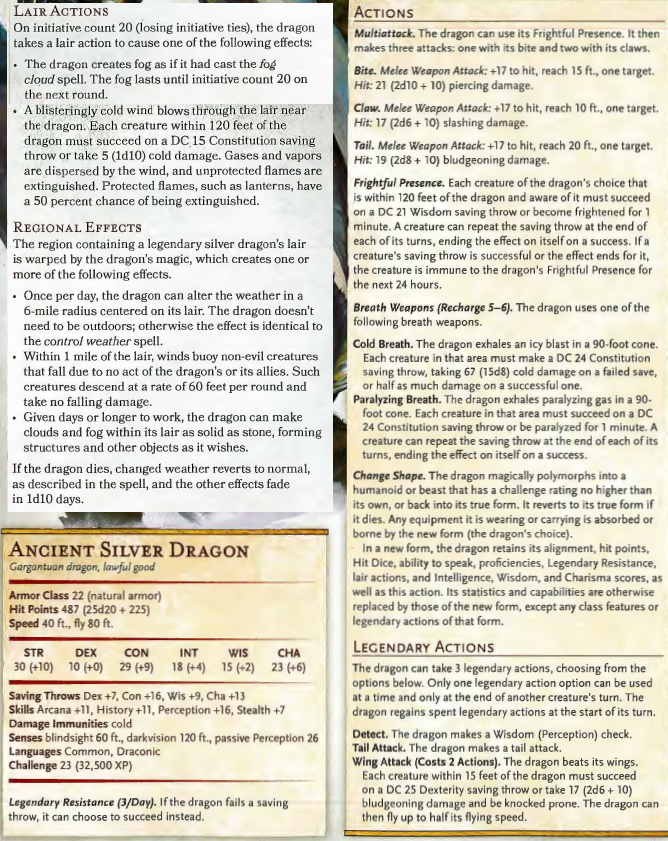 LAIR ACTIONS
On initiative count 20 (losing initiative ties), the dragon
takes a lair action to cause one of the following effects:
• The dragon creates fog as if it had cast the fog
cloud spell. The fog lasts until initiative count 20 on
the next round.
• A blisteringly cold wind blows through the lair near
the dragon. Each creature within 120 feet of the
dragon must succeed on a DC 15 Constitution saving
throw or take 5 (1d10) cold damage. Gases and vapors
are dispersed by the wind, and unprotected flames are
extinguished. Protected flames, such as lanterns, have
a 50 percent chance of being extinguished.
REGIONAL EFFECTS
The region containing a legendary silver dragon's lair
is warped by the dragon's magic, which creates one or
more of the following effects.
• Once per day, the dragon can alter the weather in a
6-mile radius centered on its lair. The dragon doesn't
need to be outdoors; otherwise the effect is identical to
the control weather spell.
• Within 1 mile of the lair, winds buoy non-evil creatures
that fall due to no act of the dragon's or its allies. Such
creatures descend at a rate of 60 feet per round and
take no falling damage.
• Given days or longer to work, the dragon can make
clouds and fog within its lair as solid as stone, forming
structures and other objects as it wishes.
If the dragon dies, changed weather reverts to normal,
as described in the spell, and the other effects fade
in 1d10 days.
ANCIENT SILVER DRAGON
Gargantuan dragon, lawful good
Armor Class 22 (natural armor)
Hit Points 487 (25d20 + 225)
Speed 40 ft., fly 80 ft.
STR DEX CON INT WIS CHA
30 (+10) 10 (+0) 29 (+9) 18 (+4) 15 (+2) 23 (+6)
Saving Throws Dex +7, Con +16, Wis +9, Cha +13
Skills Arcana +11, History +11, Perception +16, Stealth +7
Damage Immunities cold
Senses blindsight 60 ft., darkvision 120 ft., passive Perception 26
Languages Common, Draconic
Challenge 23 (32,500 XP)
Legendary Resistance (3/Day). If the dragon fails a saving
throw, it can choose to succeed instead.
ACTIONS
Multiattack. The dragon can use its Frightful Presence. It then
makes three attacks: one with its bite and two with its claws.
Bite. Melee Weapon Attack: +17 to hit, reach 15 ft., one target.
Hit: 21 (2d10 + 10) piercing damage.
Claw. Melee Weapon Attack: +17 to hit, reach 10 ft., one target.
Hit: 17 (2d6 + 10) slashing damage.
Tail. Melee Weapon Attack: +17 to hit, reach 20 ft., one target.
Hit: 19 (2d8 + 10) bludgeoning damage.
Frightful Presence. Each creature of the dragon's choice that
is within 120 feet of the dragon and aware of it must succeed
on a DC 21 Wisdom saving throw or become frightened for 1
minute. A creature can repeat the saving throw at the end of
each of its turns, ending the effect on itself on a success. If a
creature's saving throw is successful or the effect ends for it,
the creature is immune to the dragon's Frightful Presence for
the next 24 hours.
Breath Weapons (Recharge 5–6). The dragon uses one of the
following breath weapons.
Cold Breath. The dragon exhales an icy blast in a 90-foot cone.
Each creature in that area must make a DC 24 Constitution
saving throw, taking 67 (15d8) cold damage on a failed save,
or half as much damage on a successful one.
Paralyzing Breath. The dragon exhales paralyzing gas in a 90-
foot cone. Each creature in that area must succeed on a DC
24 Constitution saving throw or be paralyzed for 1 minute. A
creature can repeat the saving throw at the end of each of its
turns, ending the effect on itself on a success.
Change Shape. The dragon magically polymorphs into a
humanoid or beast that has a challenge rating no higher than
its own, or back into its true form. It reverts to its true form if
it dies. Any equipment it is wearing or carrying is absorbed or
borne by the new form (the dragon's choice).
In a new form, the dragon retains its alignment, hit points,
Hit Dice, ability to speak, proficiencies, Legendary Resistance,
lair actions, and Intelligence, Wisdom, and Charisma scores, as
well as this action. Its statistics and capabilities are otherwise
replaced by those of the new form, except any class features or
legendary actions of that form.
LEGENDARY ACTIONS
The dragon can take 3 legendary actions, choosing from the
options below. Only one legendary action option can be used
at a time and only at the end of another creature's turn. The
dragon regains spent legendary actions at the start of its turn.
Detect. The dragon makes a Wisdom (Perception) check.
Tail Attack. The dragon makes a tail attack.
Wing Attack (Costs 2 Actions). The dragon beats its wings.
Each creature within 15 feet of the dragon must succeed
on a DC 25 Dexterity saving throw or take 17 (2d6 + 10)
bludgeoning damage and be knocked prone. The dragon can
then fly up to half its flying speed.